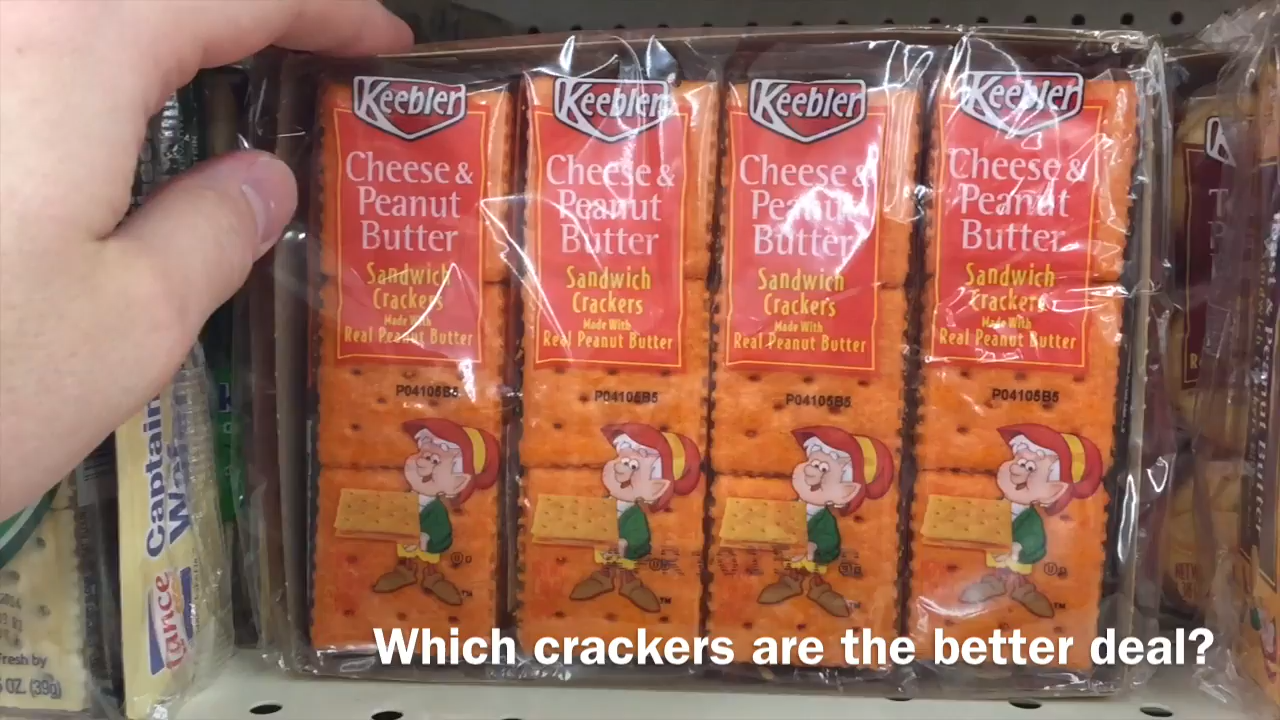 Keebler
Cheese &
Peanut
Butter
Sandwich
Crackers
Made With
Real Peanut Butter
P04105B5
Keebler
Cheese &
Peanut
Butter
Sandwich
Crackers
Made With
Real Peanut Butter
P04105B5
Keebler
Cheese &
Peanut
Butter
Sandwich
Crackers
Made With
Real Peanut Butter
P04105B5
Keebler
Cheese &
Peanut
Butter
Sandwich
Crackers
Made With
Real Peanut Butter
P04105B5
Captain
Lance
OZ. (39g)
Which crackers are the better deal?